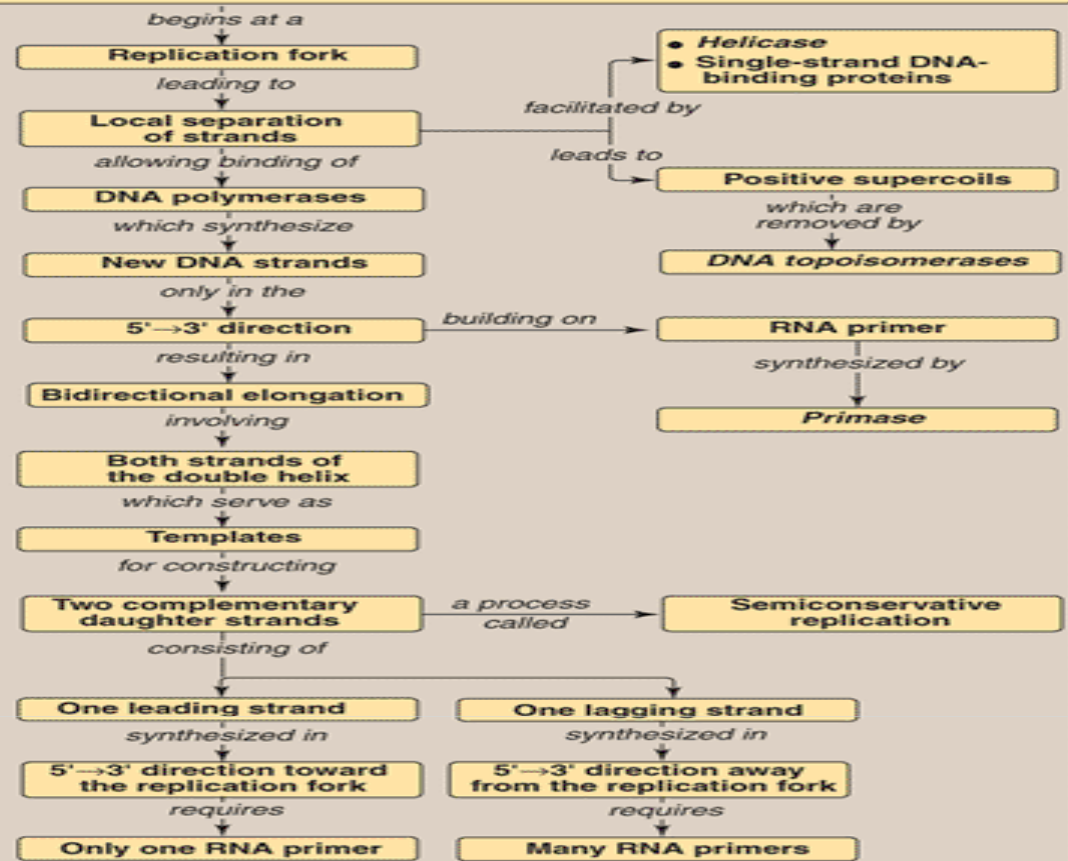 begins at a
Replication fork
leading to
Local separation
of strands
allowing binding of
DNA polymerases
which synthesize
New DNA strands
only in the
5'→3' direction
resulting in
Bidirectional elongation
involving
Both strands of
the double helix
which serve as
Templates
for constructing
Two complementary
daughter strands
consisting of
facilitated by
• Helicase
• Single-strand DNA-
binding proteins
leads to
Positive supercoils
which are
removed by
DNA topoisomerases
building on
RNA primer
synthesized by
Primase
a process
called
Semiconservative
replication
One leading strand
synthesized in
5'→3' direction toward
the replication fork
requires
Only one RNA primer
One lagging strand
synthesized in
5'→3' direction away
from the replication fork
requires
Many RNA primers